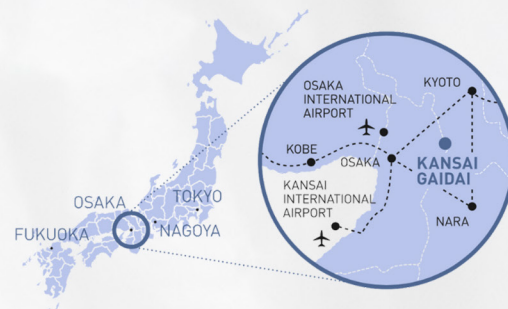 OSAKA
TOKYO
FUKUOKA
NAGOYA
OSAKA
INTERNATIONAL
AIRPORT
KYOTO
KOBE
OSAKA
KANSAI
GAIDAI
KANSAI
INTERNATIONAL
AIRPORT
NARA